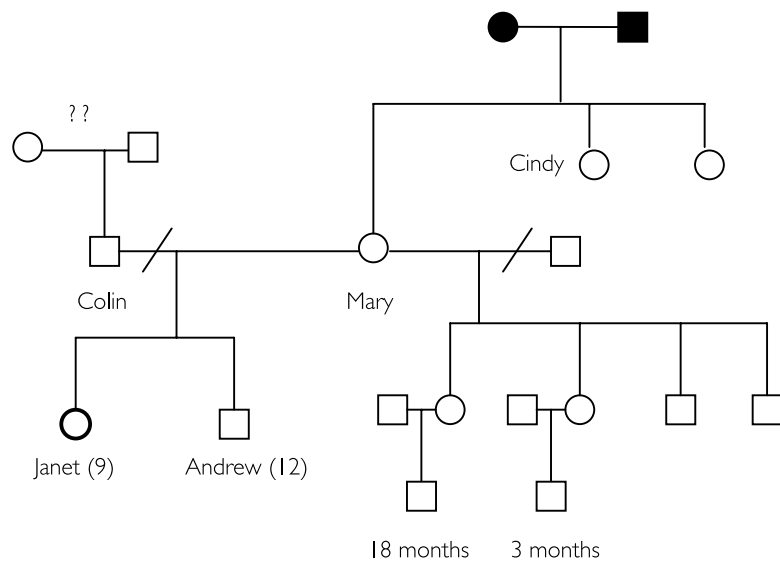 ? ?
Cindy
Colin
Mary
Janet (9)
Andrew (12)
18 months
3 months